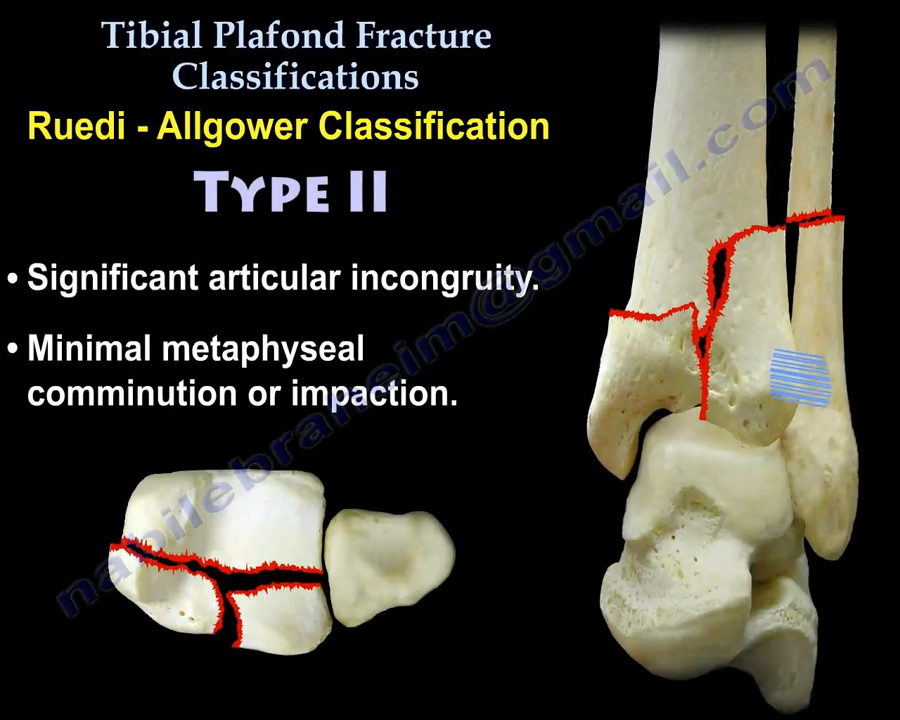 Tibial Plafond Fracture
Classifications
Ruedi - Allgower Classification
TYPE II
• Significant articular incongruity.
• Minimal metaphyseal
comminution or impaction.
nabilebraheim@gmail.com